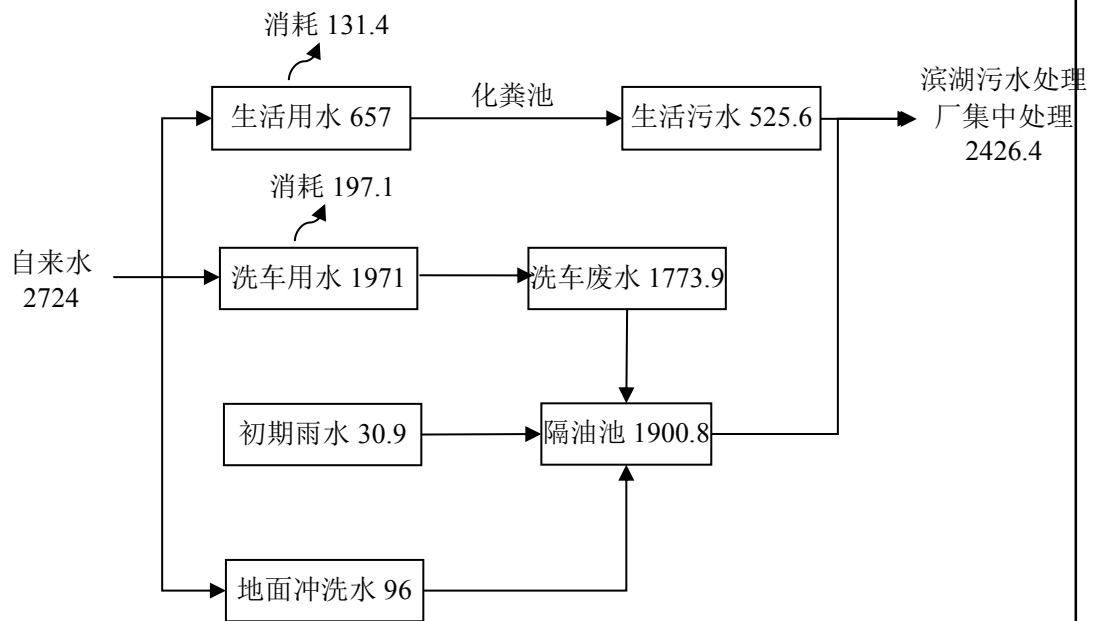 消耗 131.4
生活用水 657
化粪池
生活污水 525.6
滨湖污水处理
厂集中处理
2426.4
消耗 197.1
自来水
2724
洗车用水 1971
洗车废水 1773.9
初期雨水 30.9
隔油池 1900.8
地面冲洗水 96